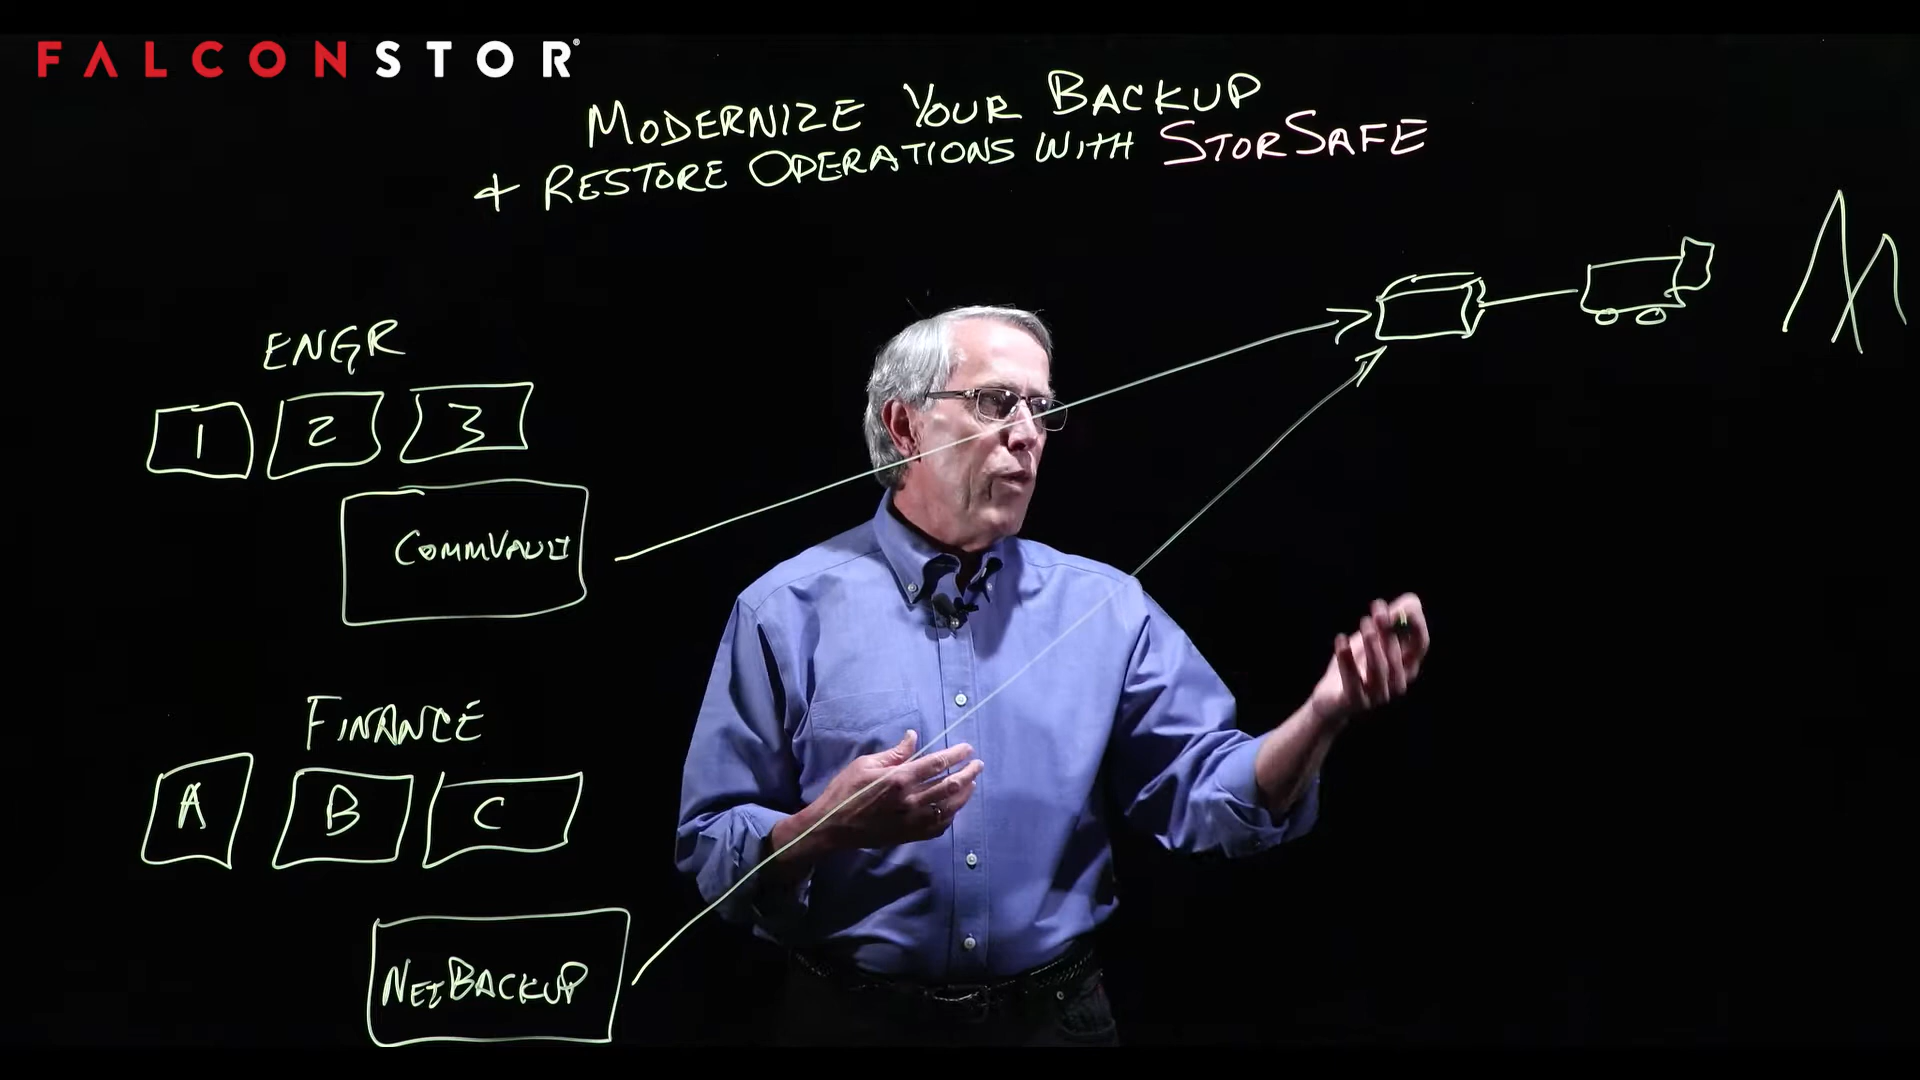 FALCONSTOR®
MODERNIZE YOUR BACKUP
+ RESTORE OPERATIONS WITH STORSAFE
ENGR
1 2 3
COMMVAULT
FINANCE
A B C
NETBACKUP